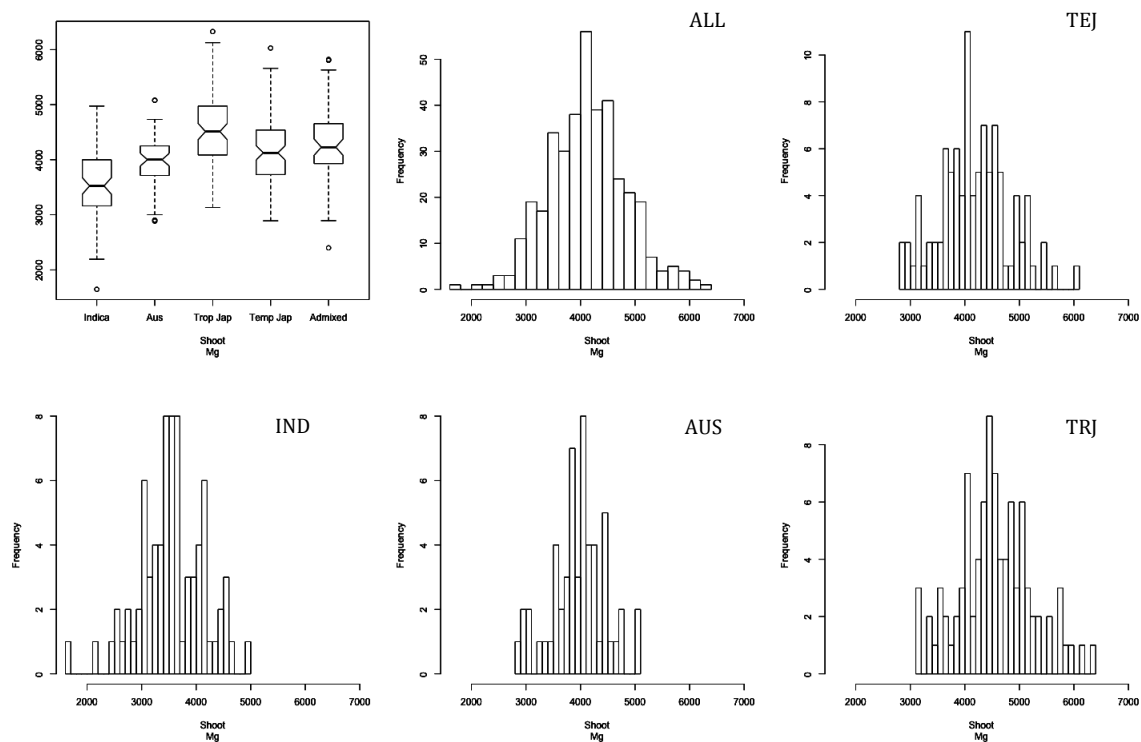 6000
5000
4000
3000
2000
Indica Aus Trop Jap Temp Jap Admixed
Shoot
Mg
ALL
Frequency
50
40
30
20
10
0
2000 3000 4000 5000 6000 7000
Shoot
Mg
TEJ
Frequency
10
8
6
4
2
0
2000 3000 4000 5000 6000 7000
Shoot
Mg
IND
Frequency
8
6
4
2
0
2000 3000 4000 5000 6000 7000
Shoot
Mg
AUS
Frequency
8
6
4
2
0
2000 3000 4000 5000 6000 7000
Shoot
Mg
TRJ
Frequency
8
6
4
2
0
2000 3000 4000 5000 6000 7000
Shoot
Mg